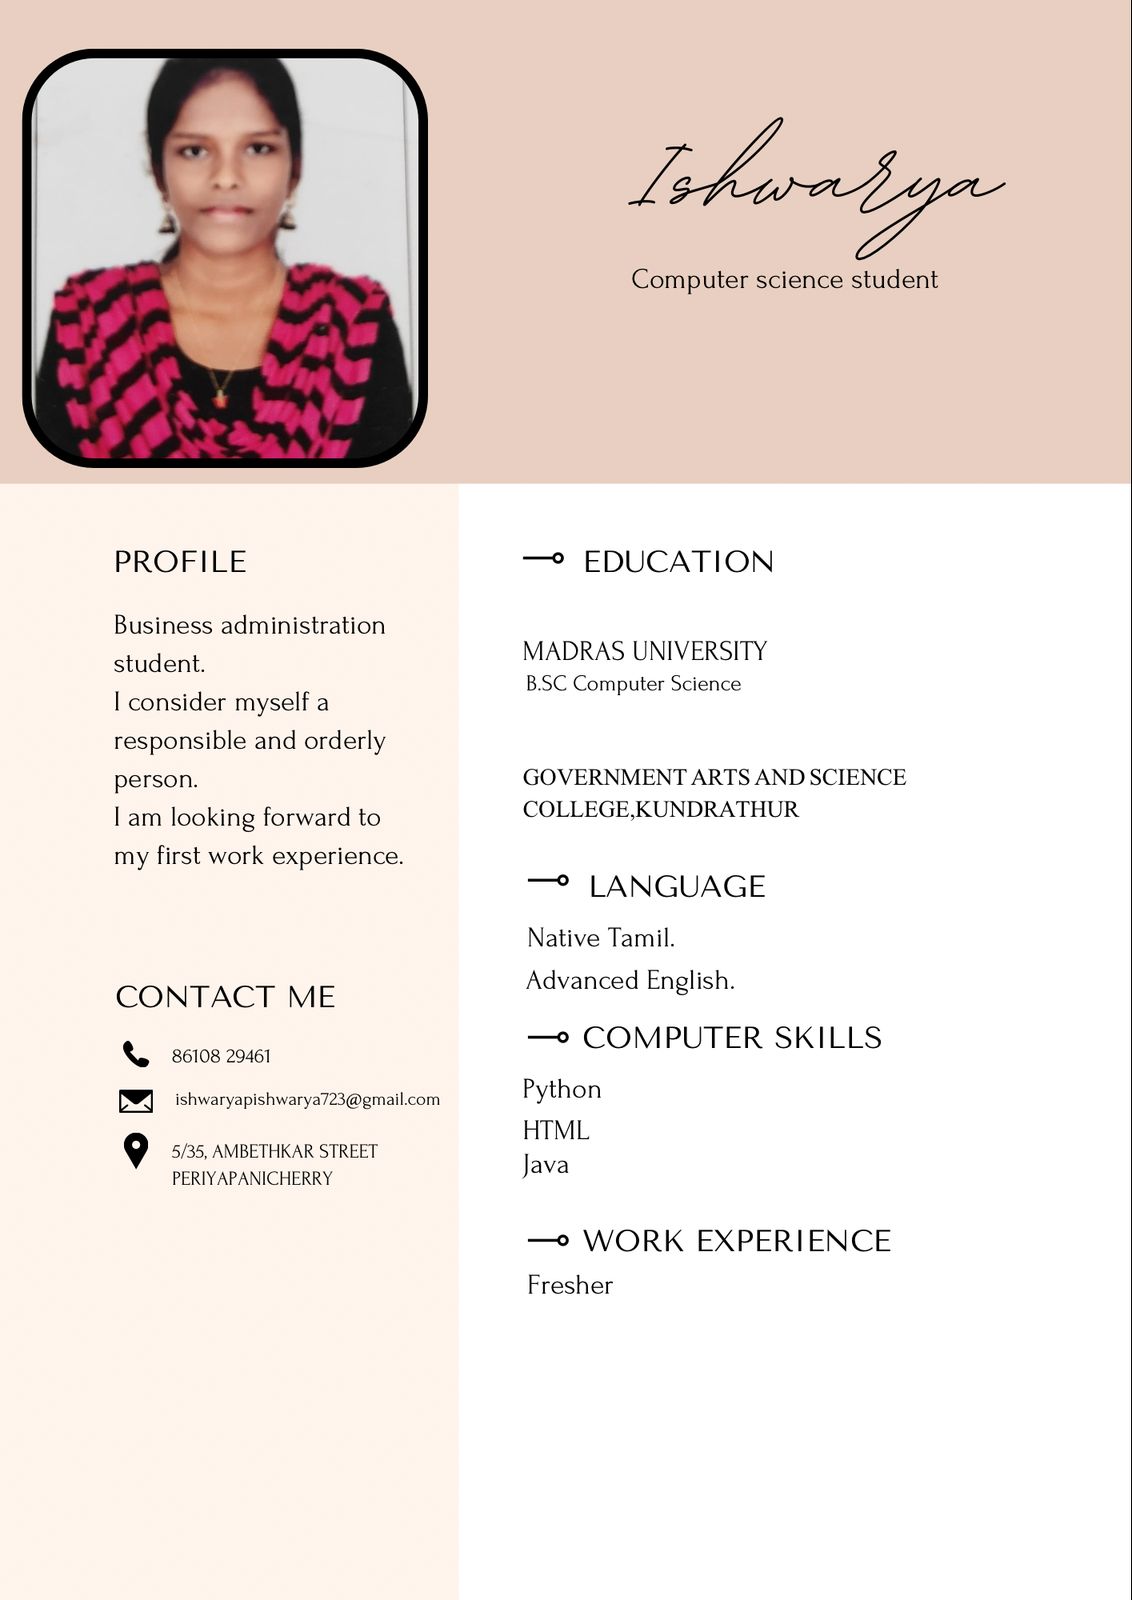 Ishwarya
Computer science student
PROFILE
Business administration
student.
I consider myself a
responsible and orderly
person.
I am looking forward to
my first work experience.
CONTACT ME
86108 29461
ishwaryapishwarya723@gmail.com
5/35, AMBETHKAR STREET
PERIYAPANICHERRY
EDUCATION
MADRAS UNIVERSITY
B.SC Computer Science
GOVERNMENT ARTS AND SCIENCE
COLLEGE,KUNDRATHUR
LANGUAGE
Native Tamil.
Advanced English.
COMPUTER SKILLS
Python
HTML
Java
WORK EXPERIENCE
Fresher